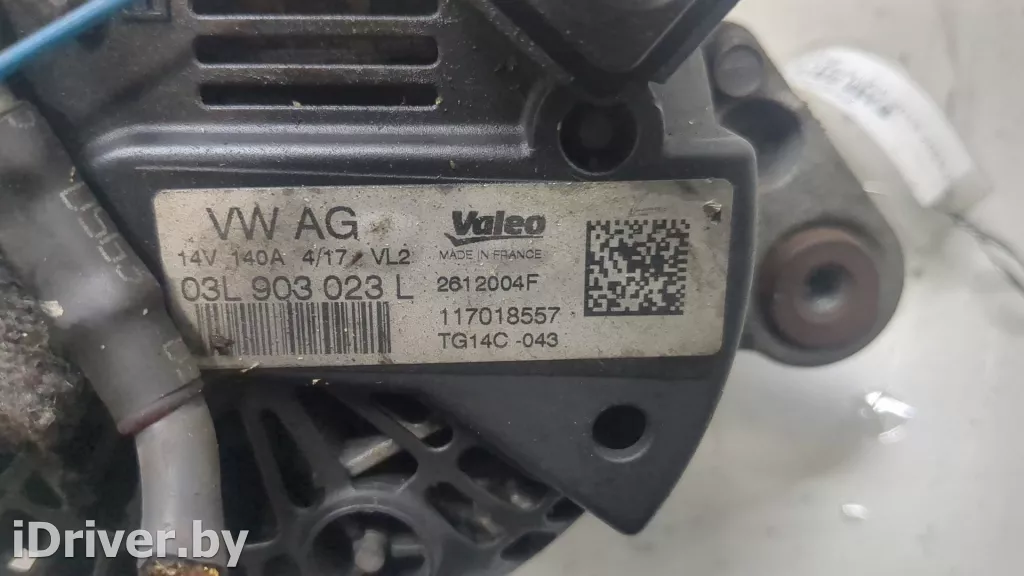 VW AG
14V 140A 4/17 VL2
03L 903 023 L
Valeo
MADE IN FRANCE
2612004F
117018557
TG14C -043
iDriver.by